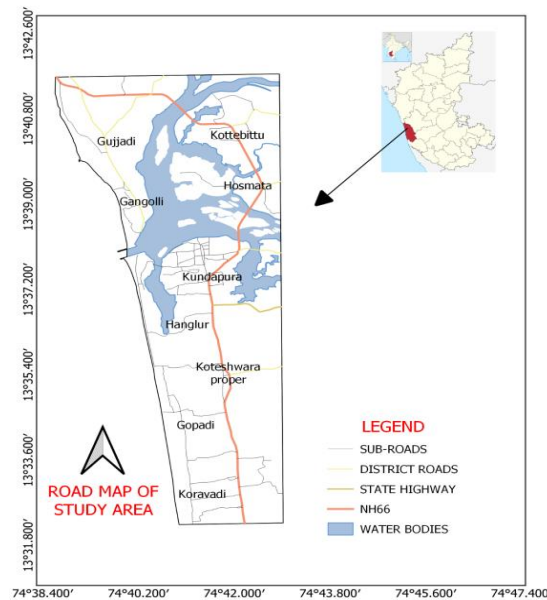 13°42.600'
13°40.800'
13°39.000'
13°37.200'
13°35.400'
13°33.600'
13°31.800'
Gujjadi
Kottebittu
Hosmata
Gangolli
Kundapura
Hanglur
Koteshwara
proper
Gopadi
Koravadi
ROAD MAP OF
STUDY AREA
LEGEND
SUB-ROADS
DISTRICT ROADS
STATE HIGHWAY
NH66
WATER BODIES
74°38.400' 74°40.200' 74°42.000' 74°43.800' 74°45.600' 74°47.400'